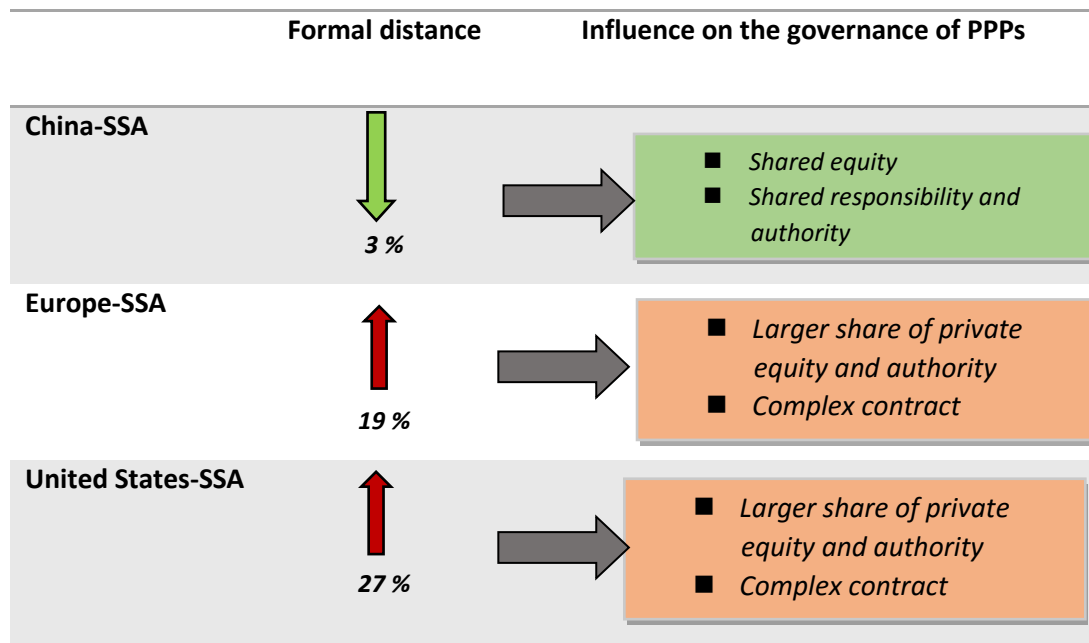 Formal distance Influence on the governance of PPPs
China-SSA
■ Shared equity
■ Shared responsibility and
authority
3 %
Europe-SSA
■ Larger share of private
equity and authority
■ Complex contract
19 %
United States-SSA
■ Larger share of private
equity and authority
■ Complex contract
27 %